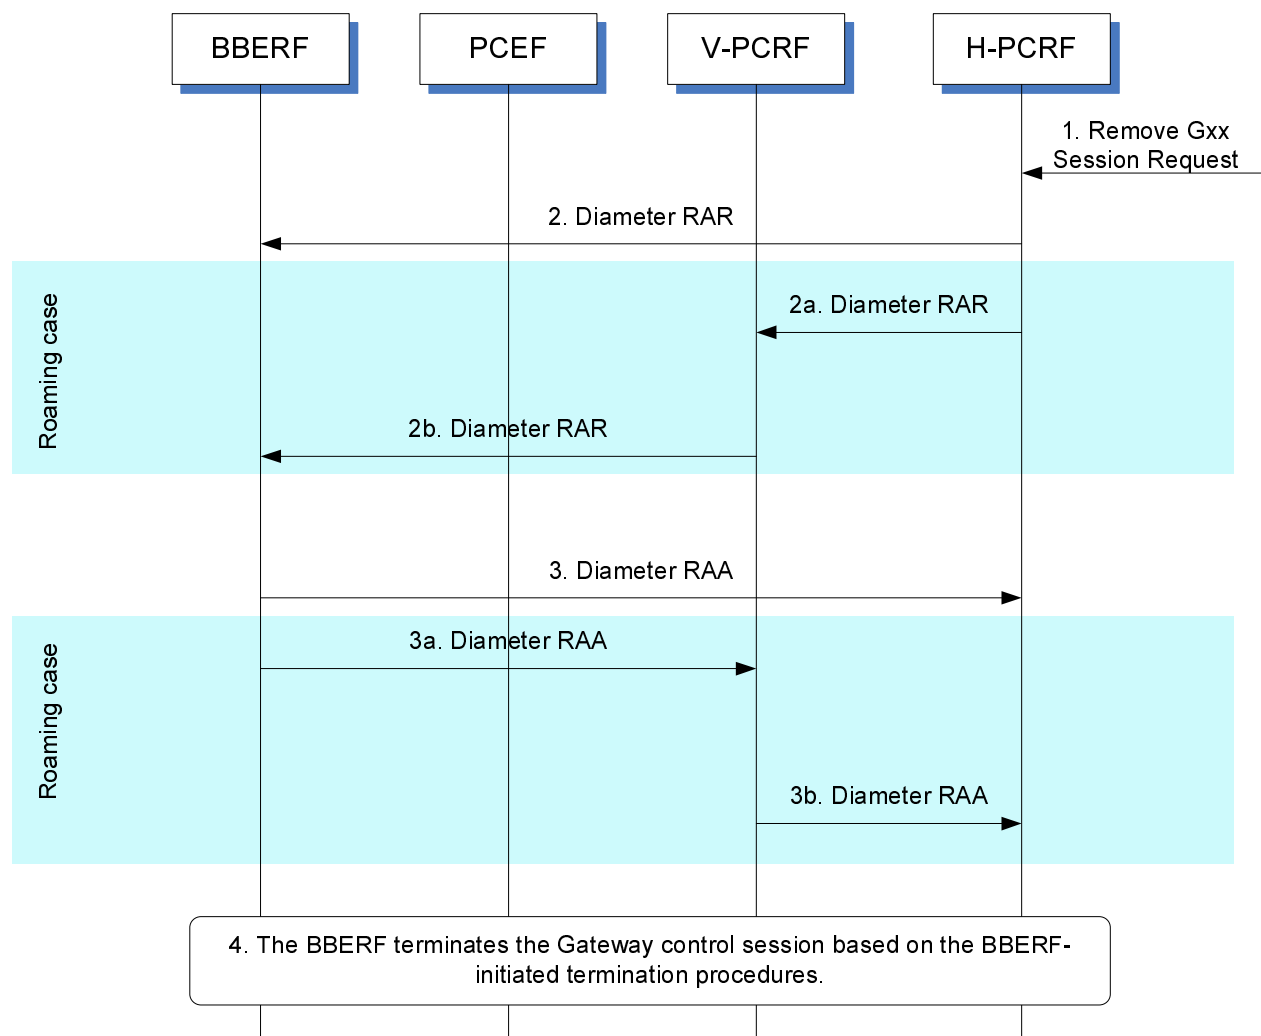 BBERF
PCEF
V-PCRF
H-PCRF
1. Remove Gxx
Session Request
2. Diameter RAR
Roaming case
2a. Diameter RAR
2b. Diameter RAR
3. Diameter RAA
Roaming case
3a. Diameter RAA
3b. Diameter RAA
4. The BBERF terminates the Gateway control session based on the BBERF-
initiated termination procedures.